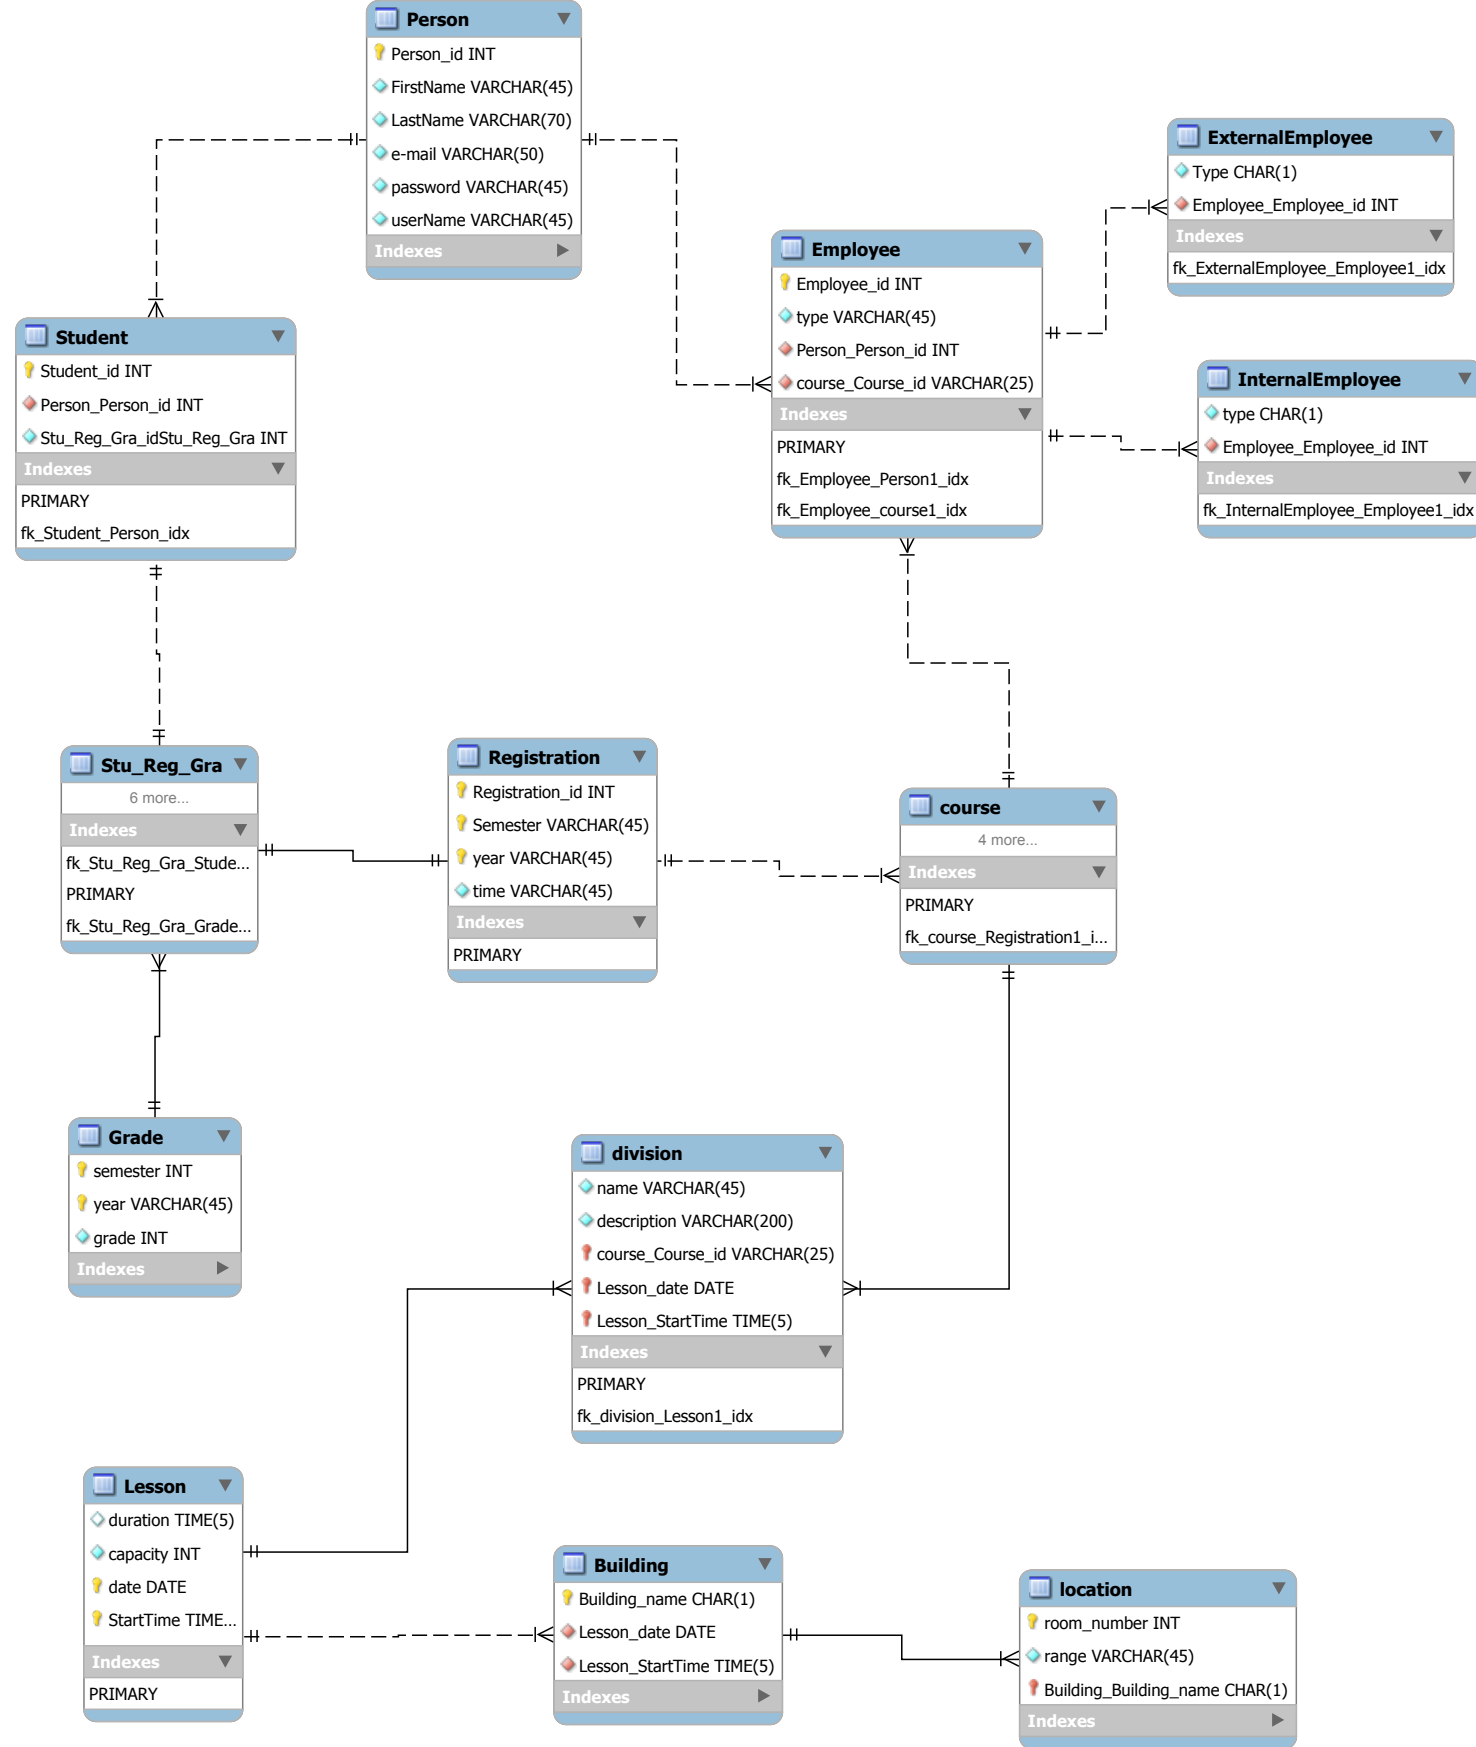 Person
Person_id INT
FirstName VARCHAR(45)
LastName VARCHAR(70)
e-mail VARCHAR(50)
password VARCHAR(45)
userName VARCHAR(45)
Indexes
ExternalEmployee
Type CHAR(1)
Employee_Employee_id INT
Indexes
fk_ExternalEmployee_Employee1_idx
Employee
Employee_id INT
type VARCHAR(45)
Person_Person_id INT
course_Course_id VARCHAR(25)
Indexes
PRIMARY
fk_Employee_Person1_idx
fk_Employee_course1_idx
InternalEmployee
type CHAR(1)
Employee_Employee_id INT
Indexes
fk_InternalEmployee_Employee1_idx
Student
Student_id INT
Person_Person_id INT
Stu_Reg_Gra_idStu_Reg_Gra INT
Indexes
PRIMARY
fk_Student_Person_idx
Stu_Reg_Gra
6 more...
Indexes
fk_Stu_Reg_Gra_Stude...
PRIMARY
fk_Stu_Reg_Gra_Grade...
Registration
Registration_id INT
Semester VARCHAR(45)
year VARCHAR(45)
time VARCHAR(45)
Indexes
PRIMARY
course
4 more...
Indexes
PRIMARY
fk_course_Registration1_i...
Grade
semester INT
year VARCHAR(45)
grade INT
Indexes
division
name VARCHAR(45)
description VARCHAR(200)
course_Course_id VARCHAR(25)
Lesson_date DATE
Lesson_StartTime TIME(5)
Indexes
PRIMARY
fk_division_Lesson1_idx
Lesson
duration TIME(5)
capacity INT
date DATE
StartTime TIME...
Indexes
PRIMARY
Building
Building_name CHAR(1)
Lesson_date DATE
Lesson_StartTime TIME(5)
Indexes
location
room_number INT
range VARCHAR(45)
Building_Building_name CHAR(1)
Indexes